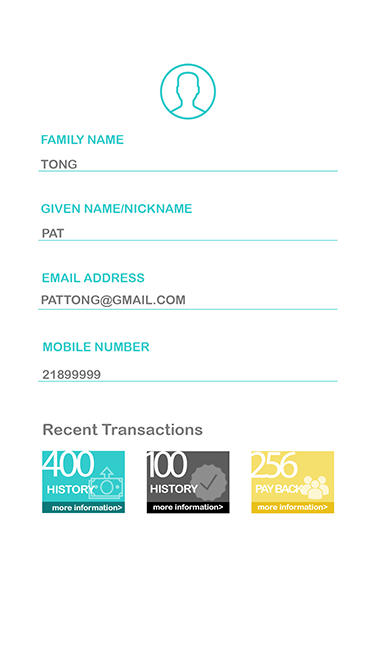 FAMILY NAME
TONG
GIVEN NAME/NICKNAME
PAT
EMAIL ADDRESS
PATTONG@GMAIL.COM
MOBILE NUMBER
21899999
Recent Transactions
400
HISTORY
more information>
100
HISTORY
more information>
256
PAY BACK
more information>